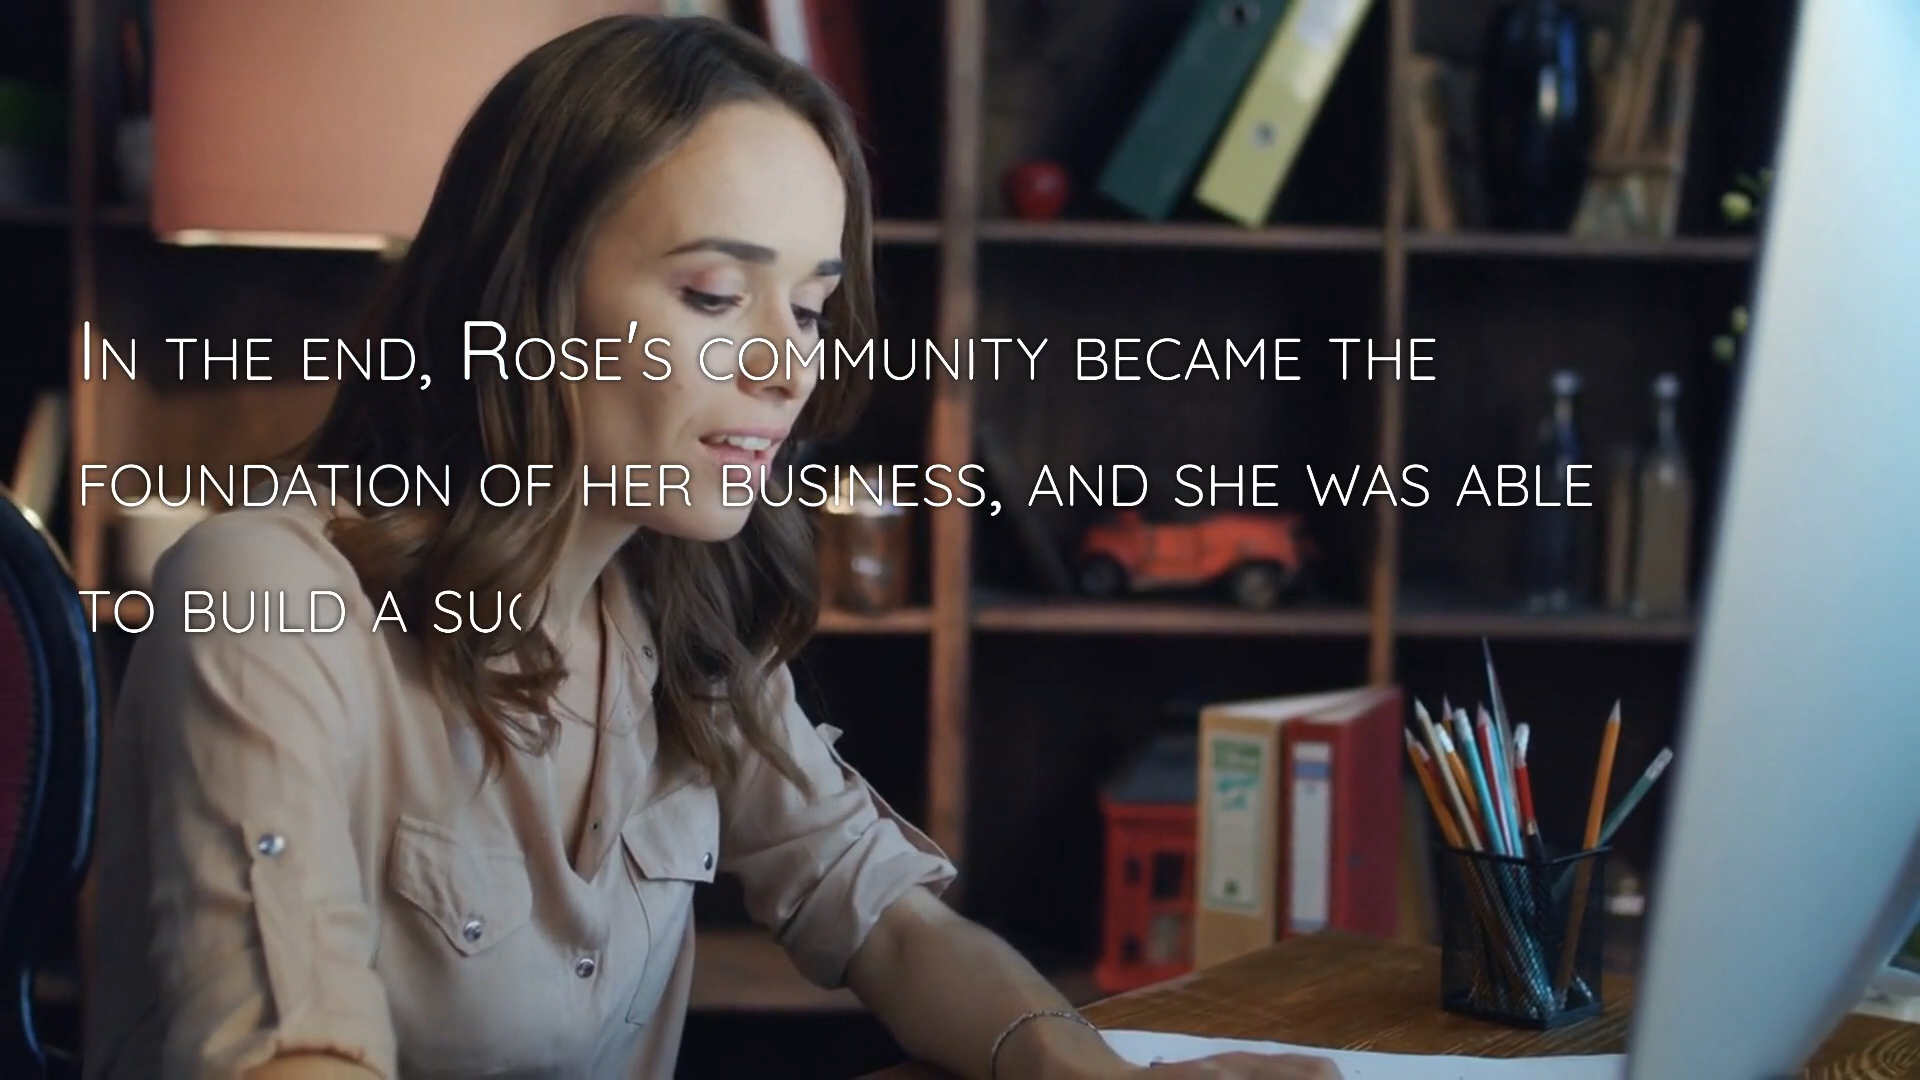 In the end, Rose's community became the
foundation of her business, and she was able
to build a